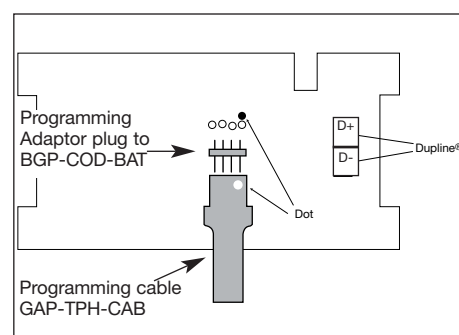 Programming
Adaptor plug to
BGP-COD-BAT
D+
D-
Dupline®
Dot
Programming cable
GAP-TPH-CAB